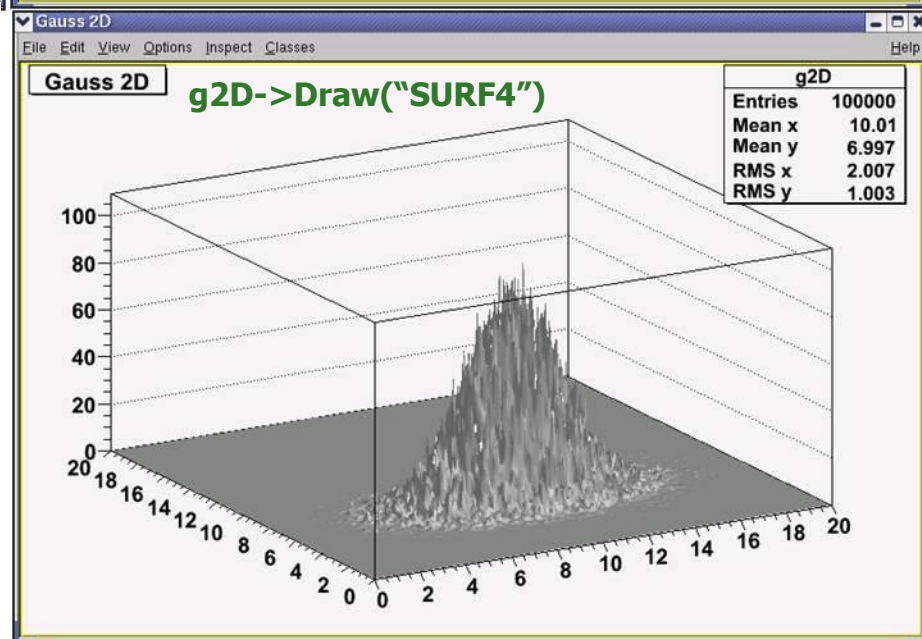 Gauss 2D
File Edit View Options Inspect Classes Help
Gauss 2D
g2D->Draw(“SURF4”)
g2D
Entries 100000
Mean x 10.01
Mean y 6.997
RMS x 2.007
RMS y 1.003
100
80
60
40
20
0
20 18 16 14 12 10 8 6 4 2 0
0 2 4 6 8 10 12 14 16 18 20